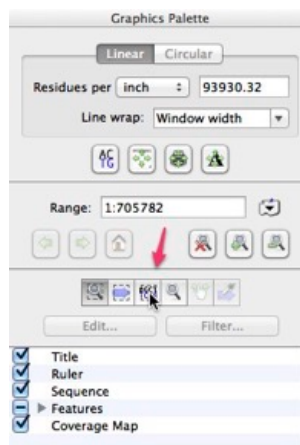 Graphics Palette
Linear Circular
Residues per inch 93930.32
Line wrap: Window width
Range: 1:705782
Edit... Filter...
Title
Ruler
Sequence
Features
Coverage Map